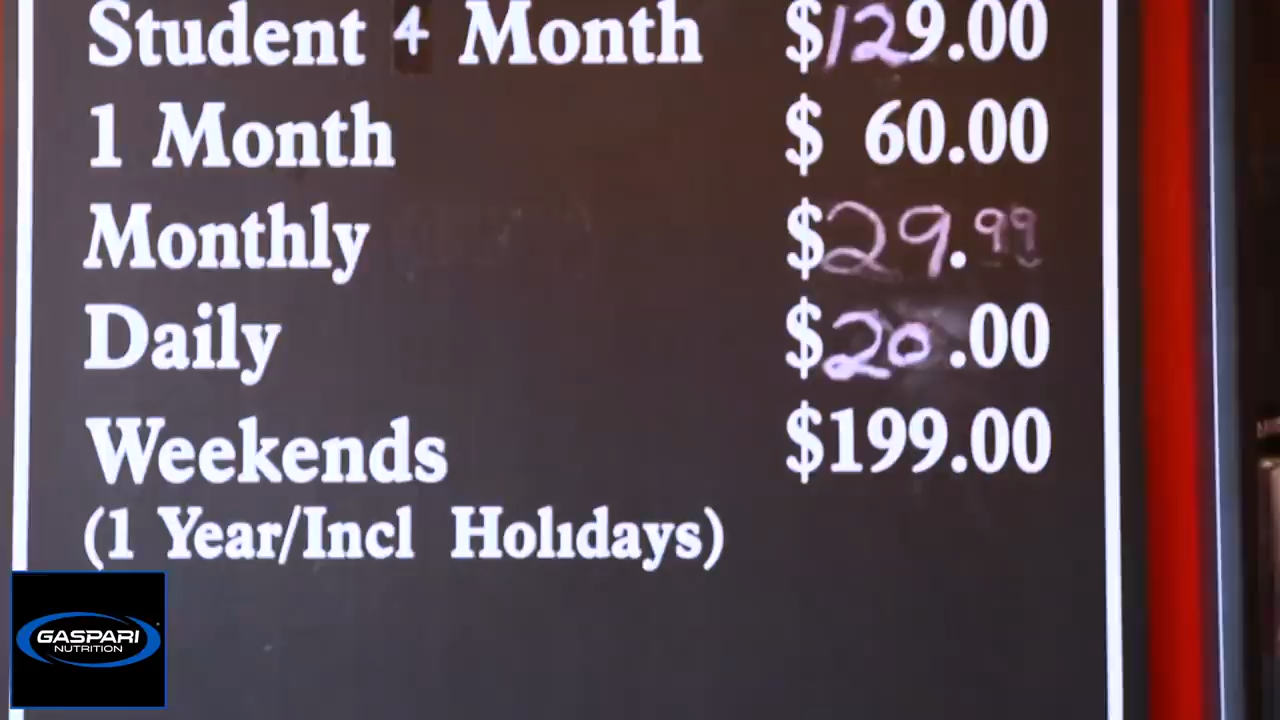 Student 4 Month $129.00
1 Month $ 60.00
Monthly $29.99
Daily $20.00
Weekends $199.00
(1 Year/Incl Holidays)
GASPARI
NUTRITION